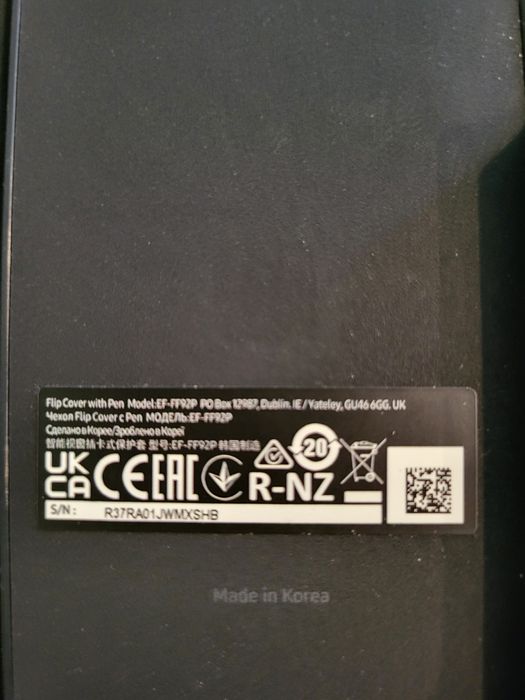 Flip Cover with Pen Model:EF-FF92P PO Box 12987, Dublin. IE / Yateley, GU46 6GG. UK
Чехол Flip Cover с Pen МОДЕЛЬ:EF-FF92P
Сделано в Корее/Зроблено в Кореї
智能视窗插卡式保护套 型号:EF-FF92P 韩国制造
UK
CA CE EAC 20 R-NZ
S/N : R37RA01JWMXSHB
Made in Korea